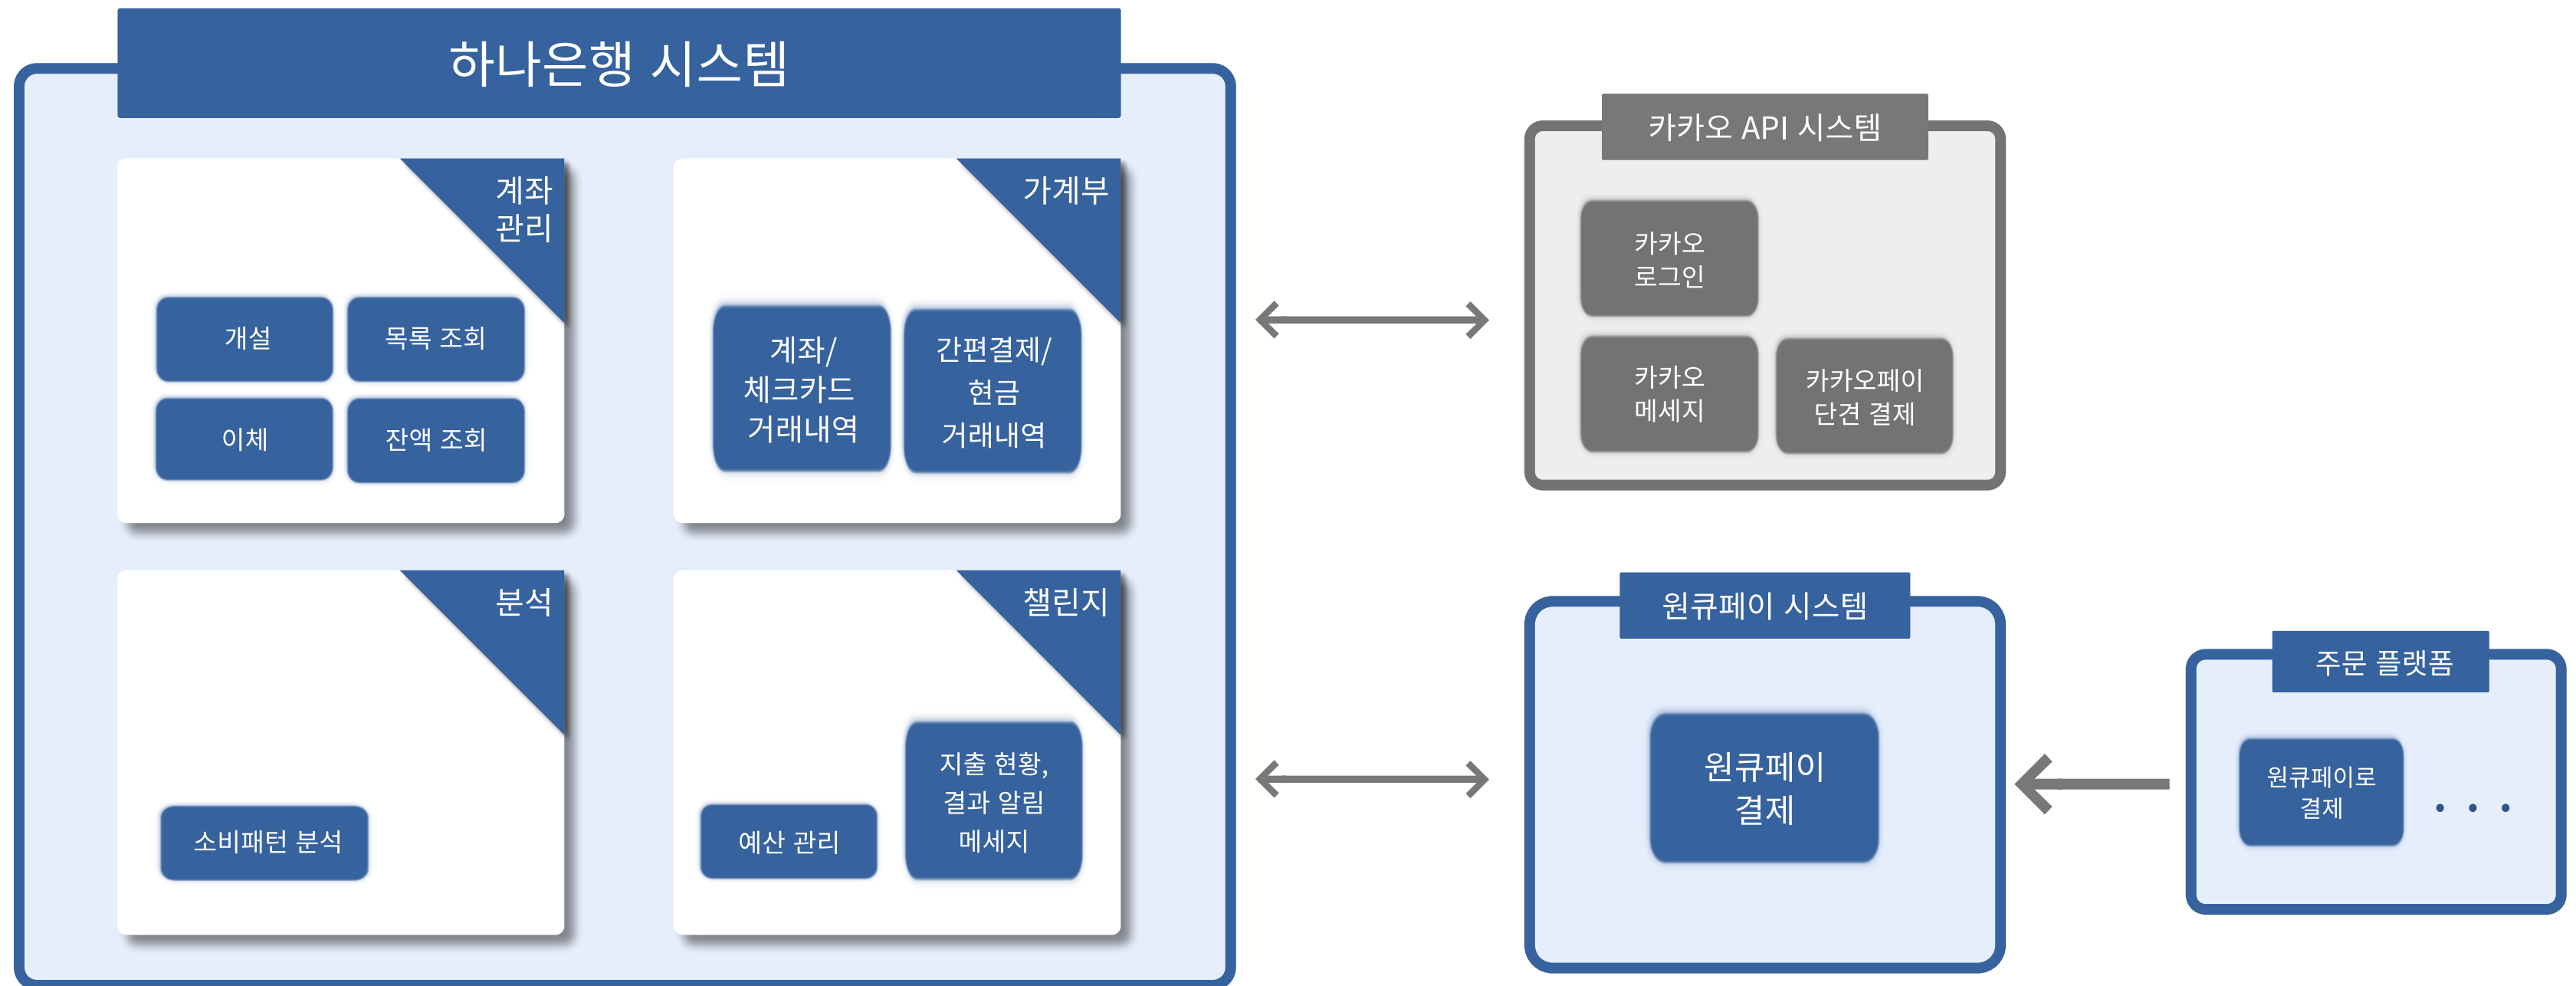 하나은행 시스템
계좌
관리
개설
목록 조회
이체
잔액 조회
가계부
계좌/
체크카드
거래내역
간편결제/
현금
거래내역
분석
소비패턴 분석
챌린지
예산 관리
지출 현황,
결과 알림
메세지
카카오 API 시스템
카카오
로그인
카카오
메세지
카카오페이
단견 결제
원큐페이 시스템
원큐페이
결제
주문 플랫폼
원큐페이로
결제
• • •